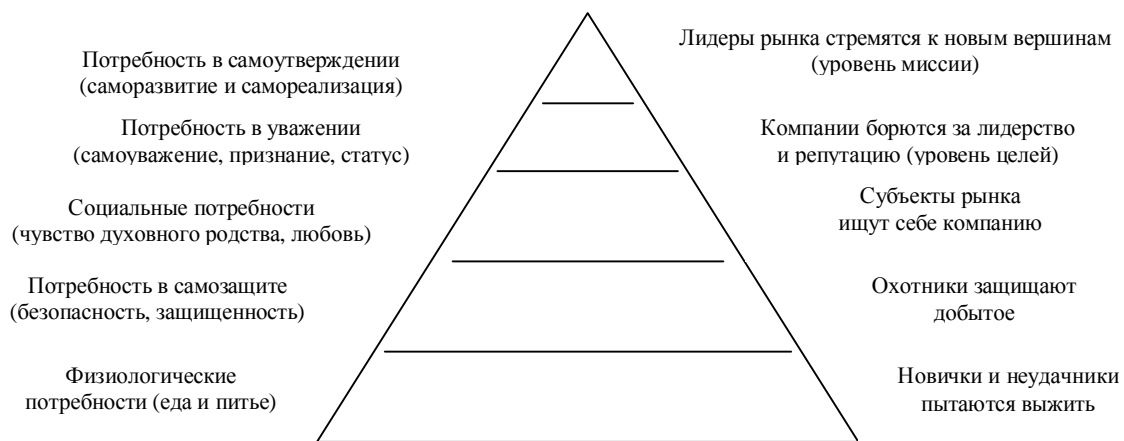 Потребность в самоутверждении
(саморазвитие и самореализация)
Лидеры рынка стремятся к новым вершинам
(уровень миссии)
Потребность в уважении
(самоуважение, признание, статус)
Компании борются за лидерство
и репутацию (уровень целей)
Социальные потребности
(чувство духовного родства, любовь)
Субъекты рынка
ищут себе компанию
Потребность в самозащите
(безопасность, защищенность)
Охотники защищают
добытое
Физиологические
потребности (еда и питье)
Новички и неудачники
пытаются выжить